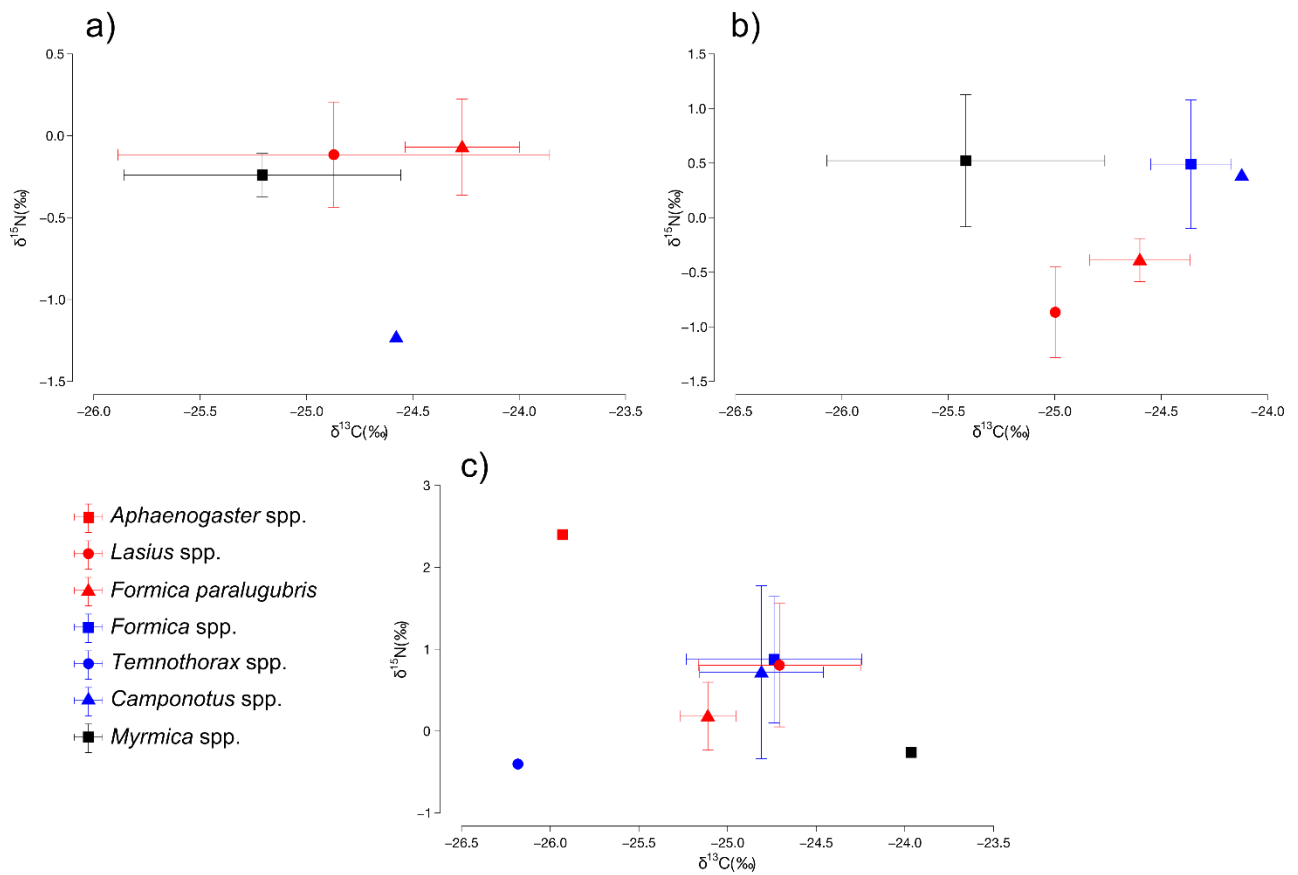 a)
0.5
0.0
−0.5
−1.0
−1.5
δ15N(‰)
−26.0 −25.5 −25.0 −24.5 −24.0 −23.5
δ13C(‰)
b)
1.5
1.0
0.5
0.0
−0.5
−1.0
−1.5
δ15N(‰)
−26.5 −26.0 −25.5 −25.0 −24.5 −24.0
δ13C(‰)
c)
3
2
1
0
−1
δ15N(‰)
−26.5 −26.0 −25.5 −25.0 −24.5 −24.0 −23.5
δ13C(‰)
Aphaenogaster spp.
Lasius spp.
Formica paralugubris
Formica spp.
Temnothorax spp.
Camponotus spp.
Myrmica spp.